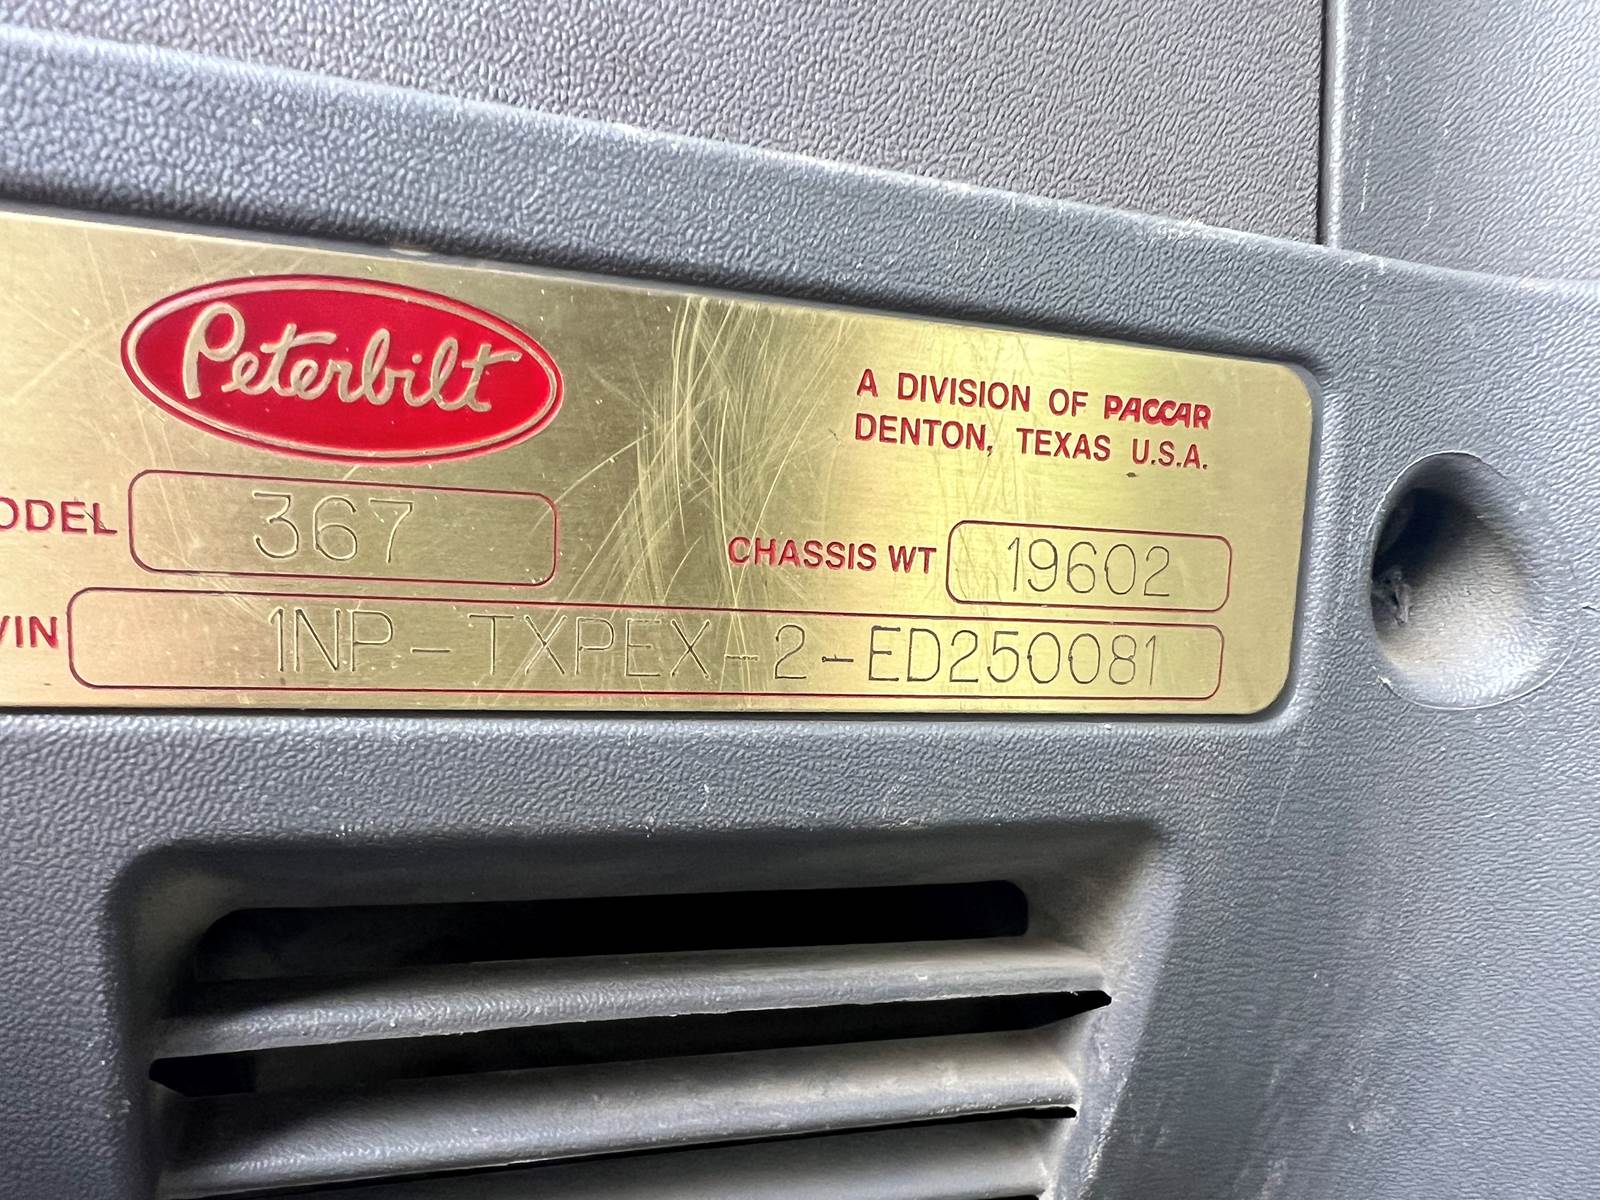 Peterbilt
A DIVISION OF PACCAR
DENTON, TEXAS U.S.A.
ODEL 367
CHASSIS WT 19602
VIN 1NP-TXPEX-2-ED250081